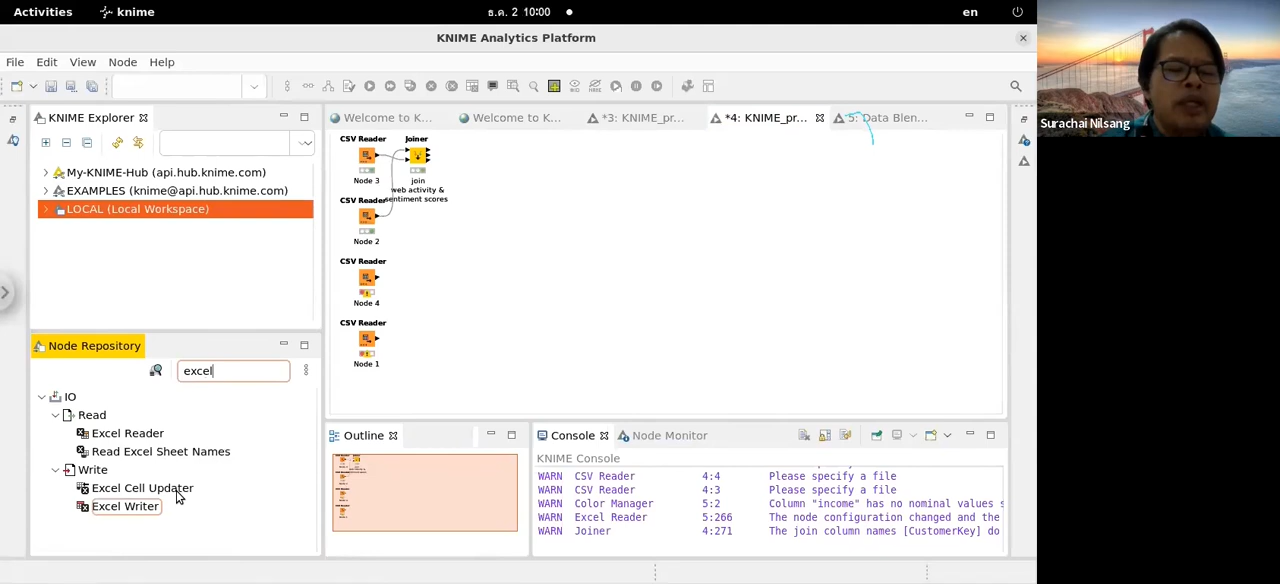 Activities
knime
ธ.ค. 2 10:00
en
KNIME Analytics Platform
File Edit View Node Help
KNIME Explorer
My-KNIME-Hub (api.hub.knime.com)
EXAMPLES (knime@api.hub.knime.com)
LOCAL (Local Workspace)
Welcome to K...
Welcome to K...
*3: KNIME_pr...
*4: KNIME_pr...
5: Data Blen...
CSV Reader
Node 3
Joiner
join
web activity &
sentiment scores
CSV Reader
Node 2
CSV Reader
Node 4
CSV Reader
Node 1
Node Repository
excel
IO
Read
Excel Reader
Read Excel Sheet Names
Write
Excel Cell Updater
Excel Writer
Outline
Console
Node Monitor
KNIME Console
WARN CSV Reader 4:4 Please specify a file
WARN CSV Reader 4:3 Please specify a file
WARN Color Manager 5:2 Column "income" has no nominal values s
WARN Excel Reader 5:266 The node configuration changed and the
WARN Joiner 4:271 The join column names [CustomerKey] do
Surachai Nilsang